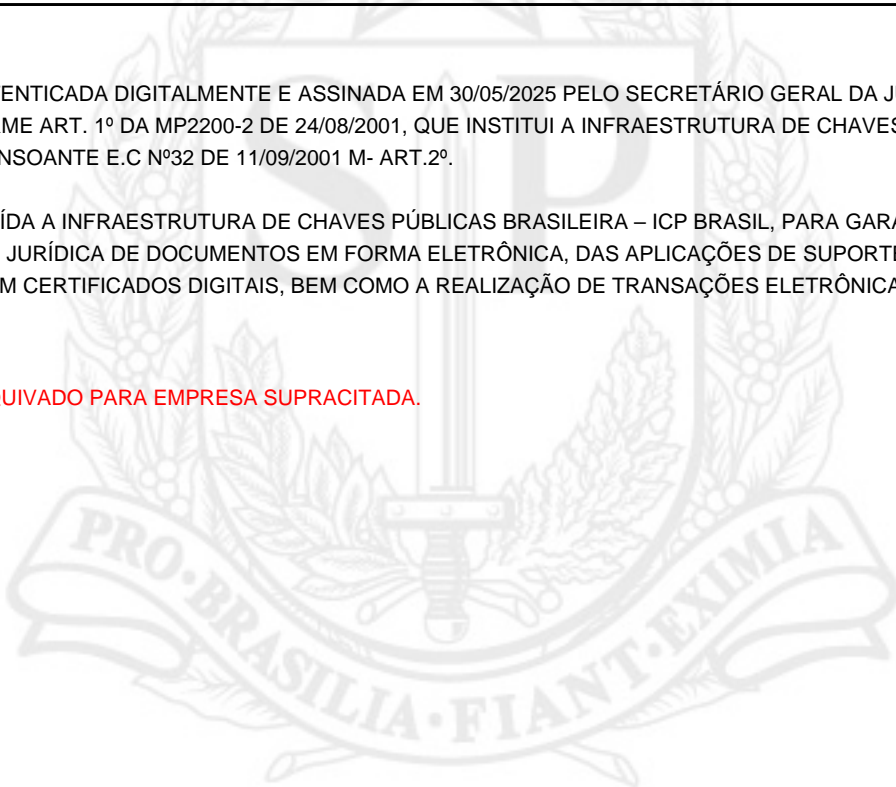 ENTICADA DIGITALMENTE E ASSINADA EM 30/05/2025 PELO SECRETÁRIO GERAL DA J
ME ART. 1º DA MP2200-2 DE 24/08/2001, QUE INSTITUI A INFRAESTRUTURA DE CHAVES
NSOANTE E.C Nº32 DE 11/09/2001 M- ART.2º.
ÍDA A INFRAESTRUTURA DE CHAVES PÚBLICAS BRASILEIRA – ICP BRASIL, PARA GARA
JURÍDICA DE DOCUMENTOS EM FORMA ELETRÔNICA, DAS APLICAÇÕES DE SUPORTE
M CERTIFICADOS DIGITAIS, BEM COMO A REALIZAÇÃO DE TRANSAÇÕES ELETRÔNICA
UIVADO PARA EMPRESA SUPRACITADA.
SP
PRO·BRASILIA·FIANT·EXIMIA